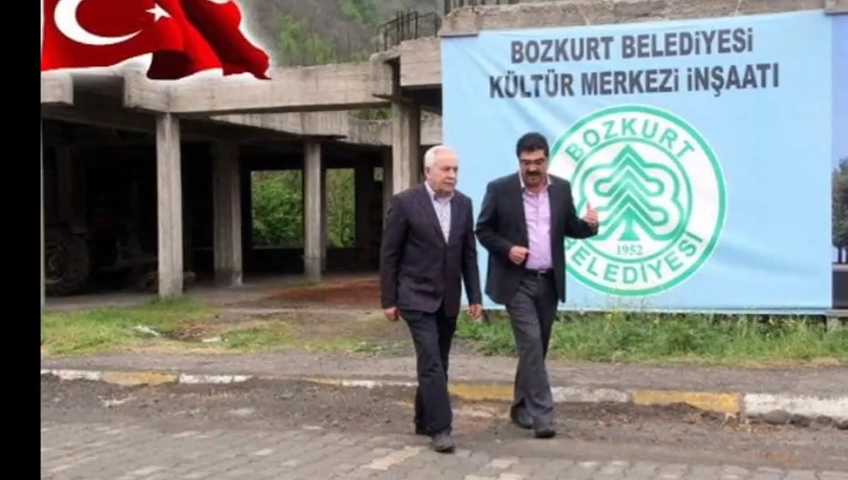 BOZKURT BELEDİYESİ
KÜLTÜR MERKEZİ İNŞAATI
BOZKURT
1952
BELEDİYESİ